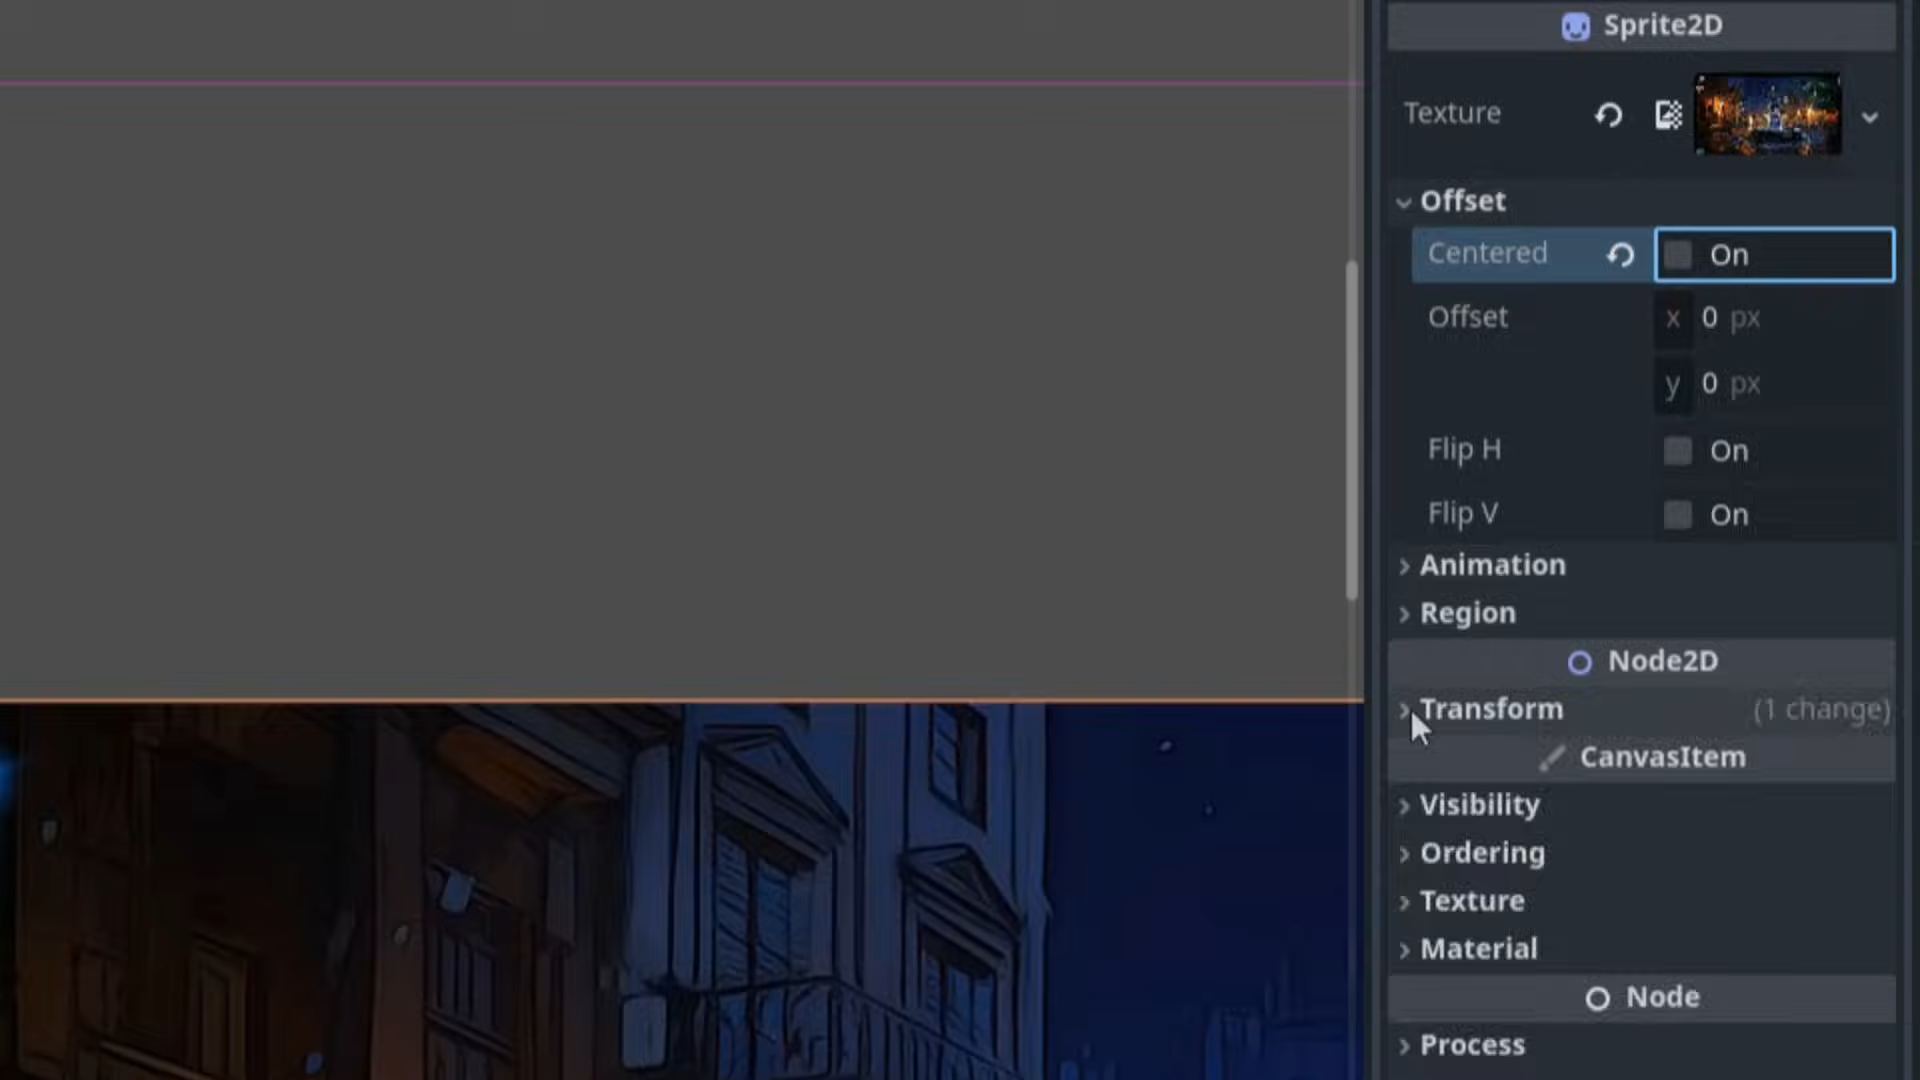 Sprite2D
Texture
Offset
Centered On
Offset x 0 px
y 0 px
Flip H On
Flip V On
Animation
Region
Node2D
Transform (1 change)
CanvasItem
Visibility
Ordering
Texture
Material
Node
Process